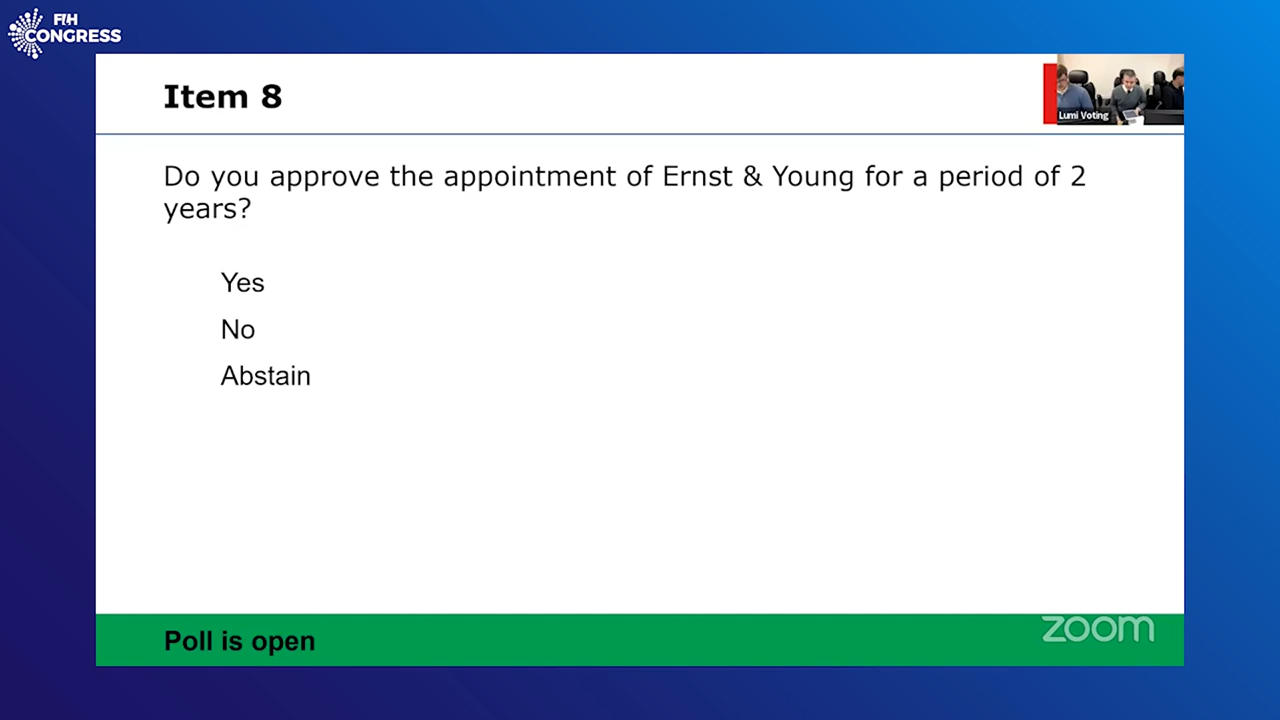 FIH
CONGRESS
Item 8
Lumi Voting
Do you approve the appointment of Ernst & Young for a period of 2
years?
Yes
No
Abstain
Poll is open
zoom